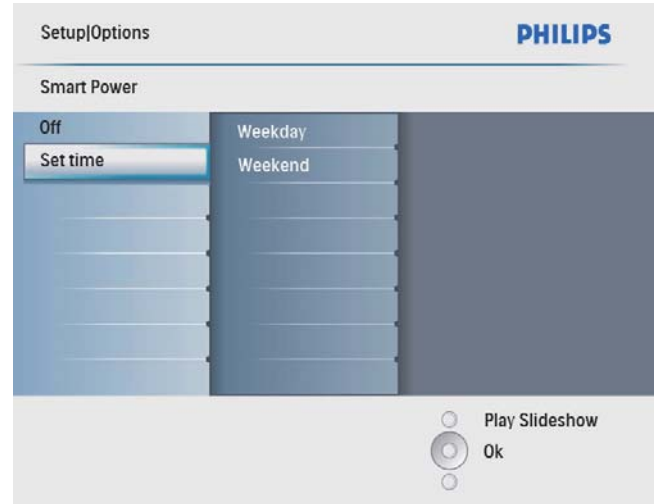 Setup|Options
PHILIPS
Smart Power
Off
Set time
Weekday
Weekend
Play Slideshow
Ok